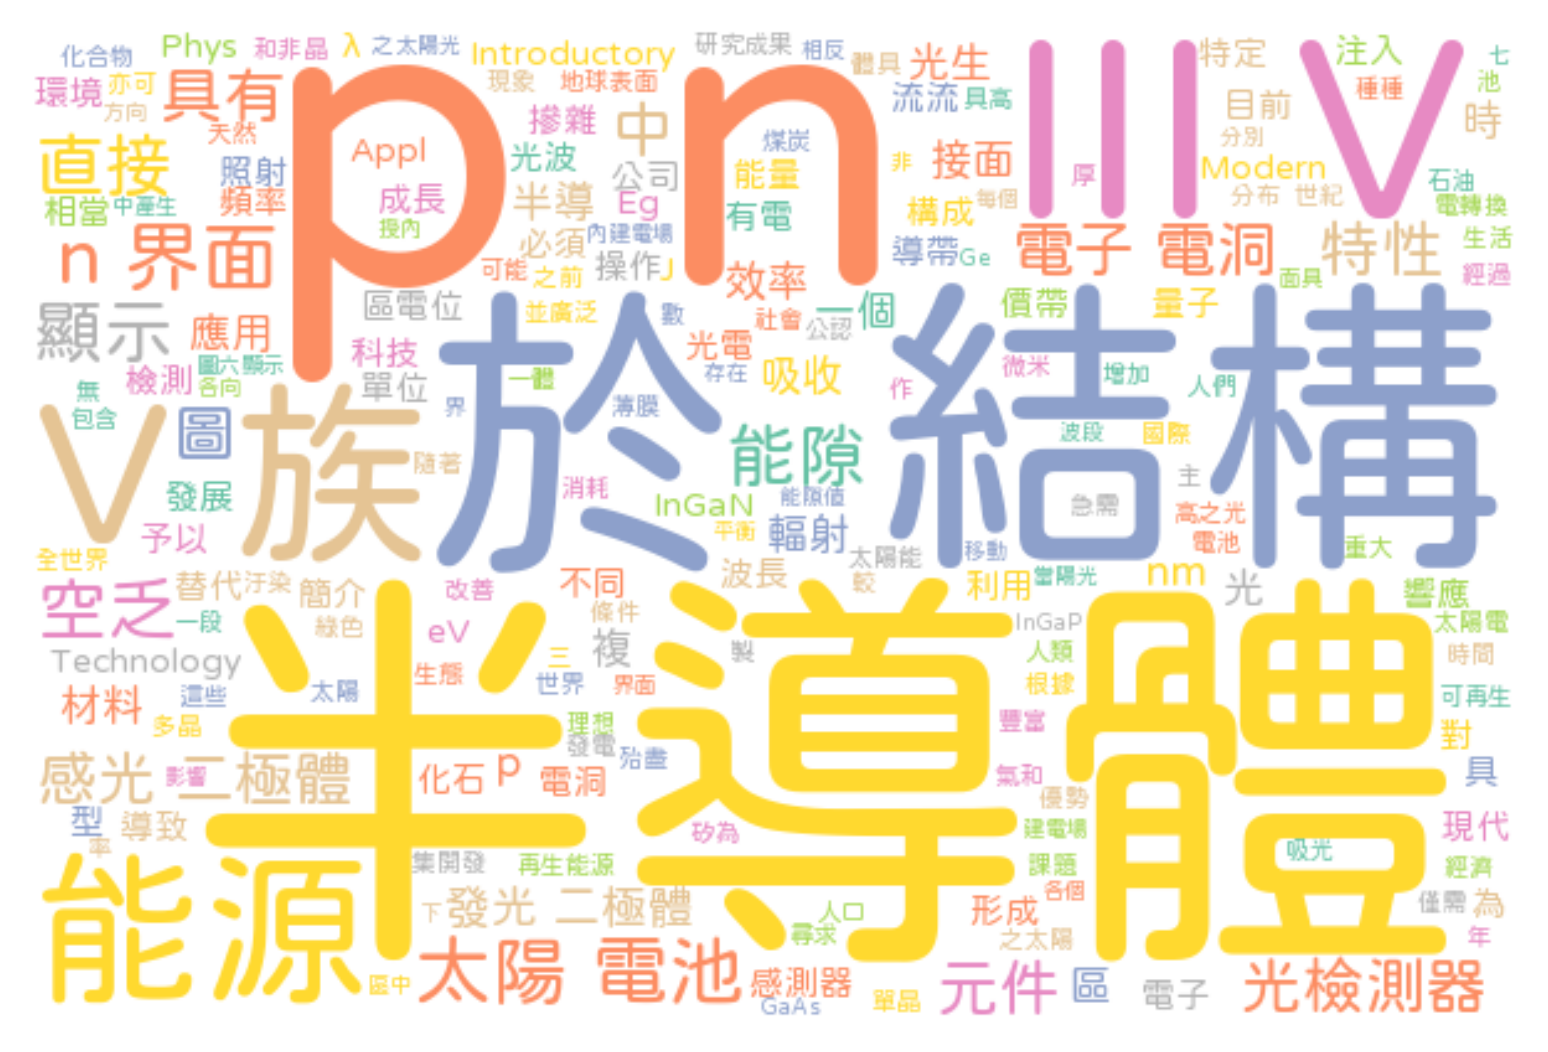 化合物 Phys 和非晶 λ 之太陽光 Introductory 研究成果 相反 體具 光生 III V 特定 注入 七
環境 亦可 具有 p 現象 地球表面 n 流流 具高 目前 種種 池
方向 天然 Appl 摻雜 中 煤炭 非 接面 分別 時
直接 照射 成長 光波 公司 能量 厚 Modern 石油
相當 中產生 頻率 授內 半導 Eg 有電 構成 每個 分布 世紀 電轉換
n 界面 必須 內建電場 導帶 Ge 電子 電洞 特性 生活
可能 之前 操作 J 效率 面具 經過
顯示 應用 區電位 並廣泛 數 社會 公認 一個 價帶 量子
圖六顯示 科技 光電 吸收 結構 微米 增加 人們
無 檢測 各向 單位 一體 存在 作
包含 V 圖 族 界 於 薄膜 能隙 波段 國際
發展 隨著 消耗 InGaN 能隙值 主 急需 高之光
予以 平衡 輻射 移動 電池 重大
全世界 太陽能
空乏 替代 汙染 簡介 改善 不同 波長 較 利用 當陽光 nm 光 響應
一段 綠色 eV 條件 複 半導體 InGaP 太陽電
Technology 生態 三 製 人類 時間
材料 這些 太陽 世界 界面 根據 可再生
多晶 理想 豐富 對
感光 二極體 影響 化石 p 電洞 發電 殆盡 氣和 具
型 導致 矽為 優勢 建電場 現代
率 集開發 再生能源 課題 吸光 經濟
能源 下 發光 二極體 人口 各個 形成 僅需 為
尋求 之太陽 年
區中 太陽 電池 感測器 GaAs 單晶 元件 區 電子 光檢測器